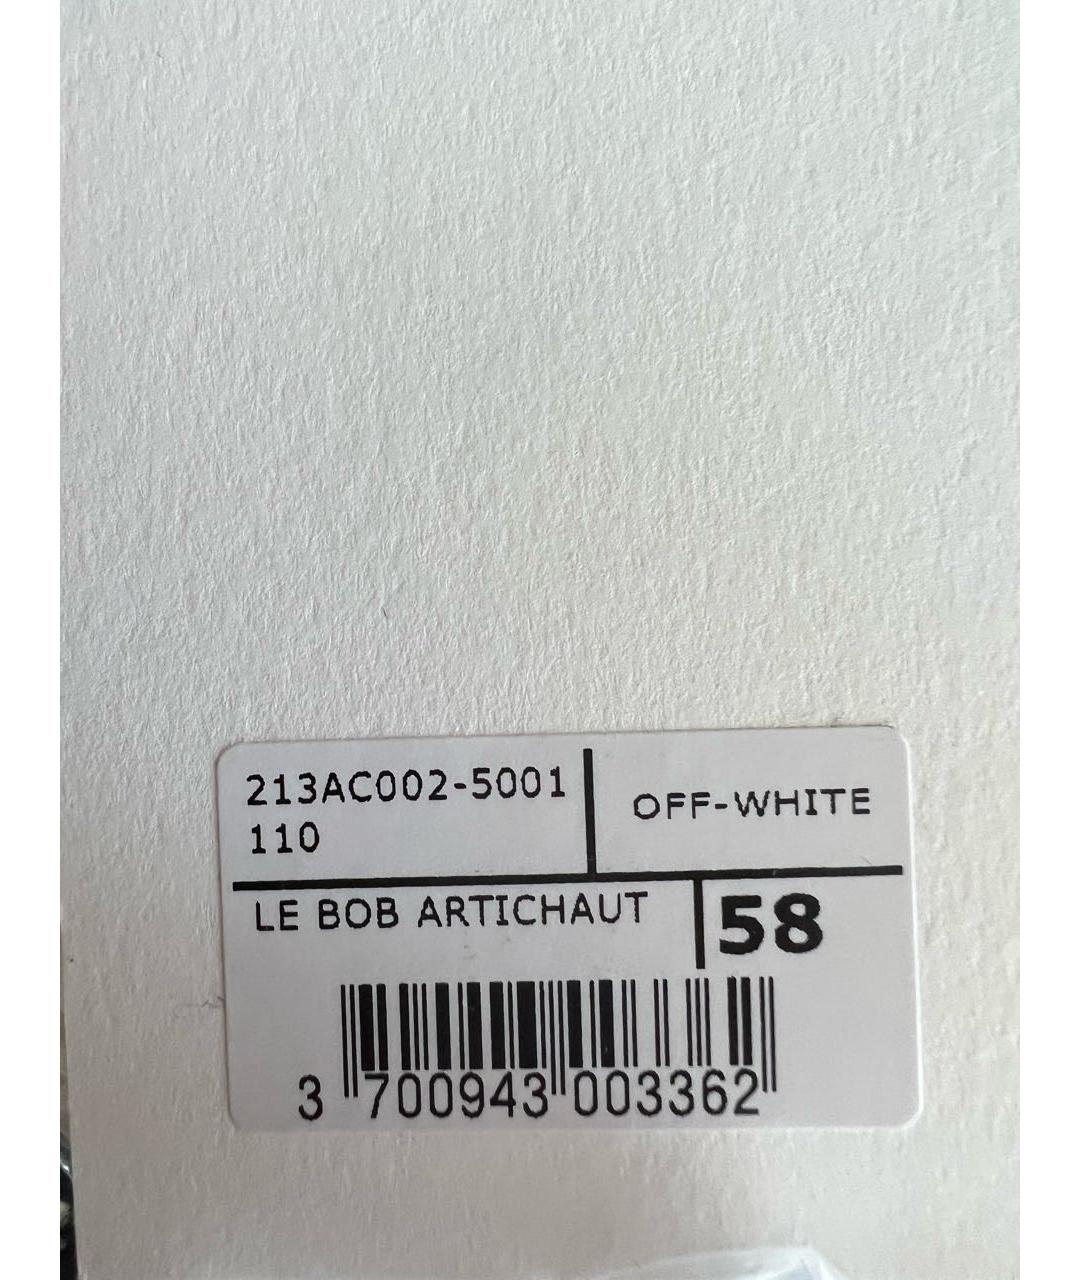 213AC002-5001
110
OFF-WHITE
LE BOB ARTICHAUT
58
3 700943 003362